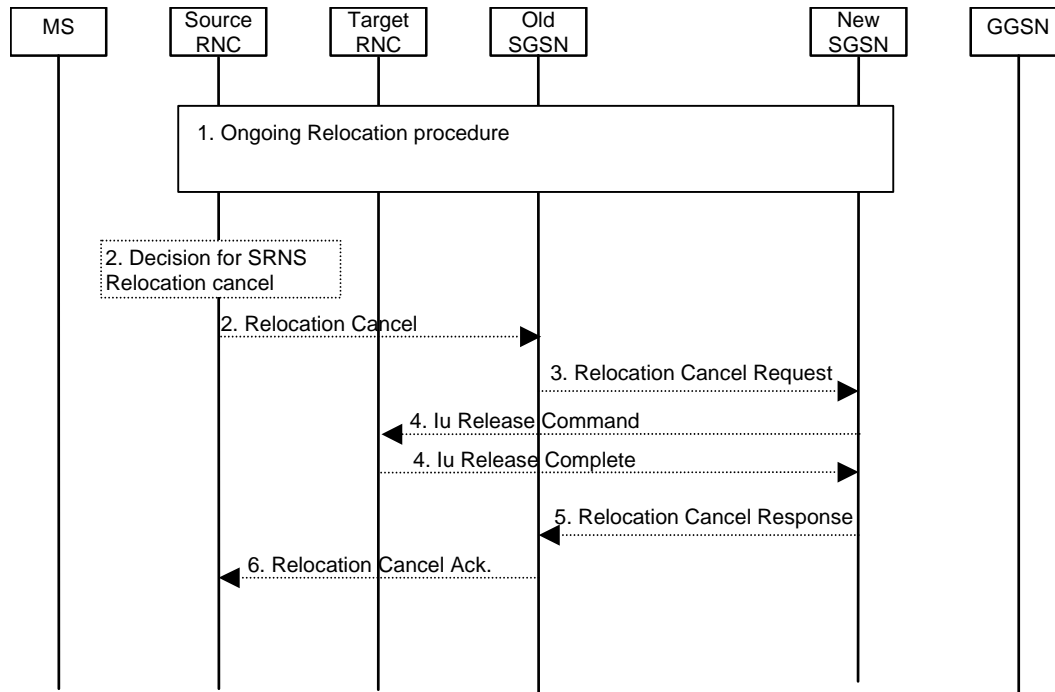 MS
Source
RNC
Target
RNC
Old
SGSN
New
SGSN
GGSN
1. Ongoing Relocation procedure
2. Decision for SRNS
Relocation cancel
2. Relocation Cancel
3. Relocation Cancel Request
4. Iu Release Command
4. Iu Release Complete
5. Relocation Cancel Response
6. Relocation Cancel Ack.